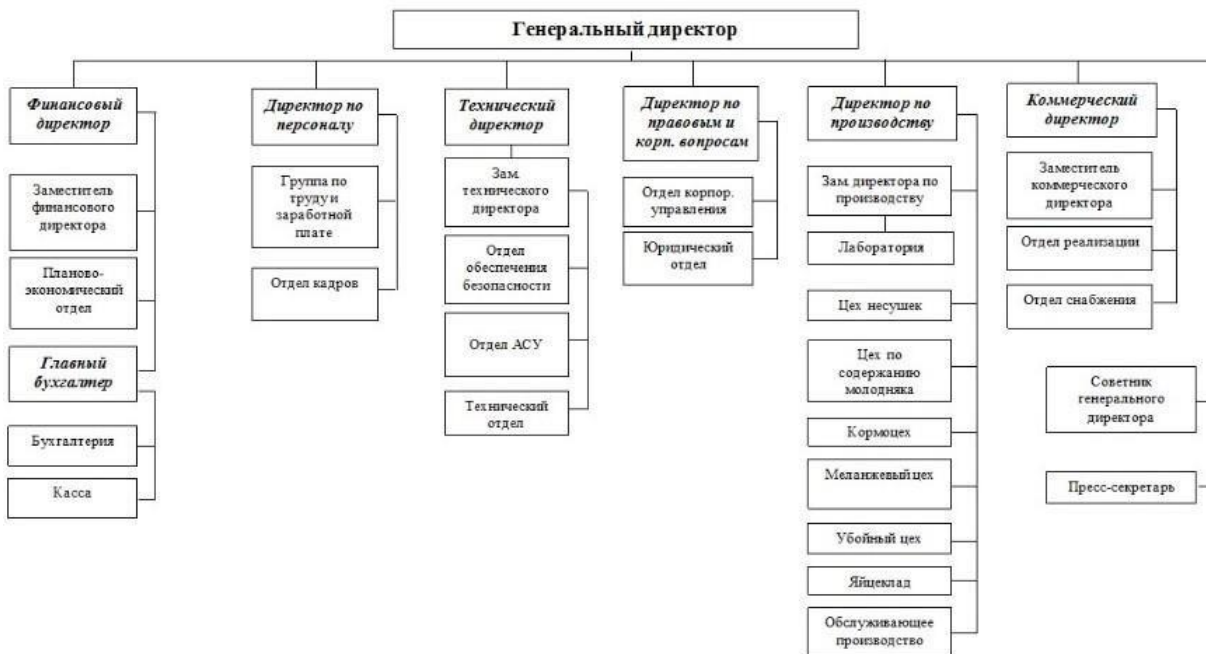 Генеральный директор
Финансовый
директор
Заместитель
финансового
директора
Планово-
экономический
отдел
Главный
бухгалтер
Бухгалтерия
Касса
Директор по
персоналу
Группа по
труду и
заработной
плате
Отдел кадров
Технический
директор
Зам.
технического
директора
Отдел
обеспечения
безопасности
Отдел АСУ
Технический
отдел
Директор по
правовым и
корп. вопросам
Отдел корпор.
управления
Юридический
отдел
Директор по
производству
Зам. директора по
производству
Лаборатория
Цех несушек
Цех по
содержанию
молодняка
Кормоцех
Меланжевый цех
Убойный цех
Яйцеклад
Обслуживающее
производство
Коммерческий
директор
Заместитель
коммерческого
директора
Отдел реализации
Отдел снабжения
Советник
генерального
директора
Пресс-секретарь